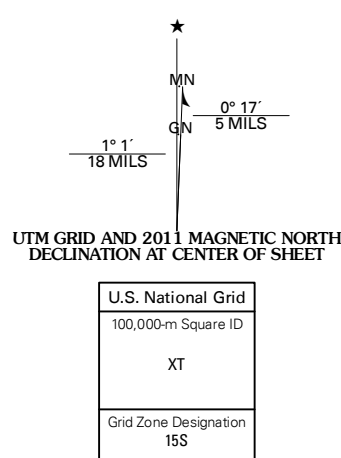 ★
MN
0° 17´
5 MILS
GN
1° 1´
18 MILS
UTM GRID AND 2011 MAGNETIC NORTH
DECLINATION AT CENTER OF SHEET
U.S. National Grid
100,000-m Square ID
XT
Grid Zone Designation
15S